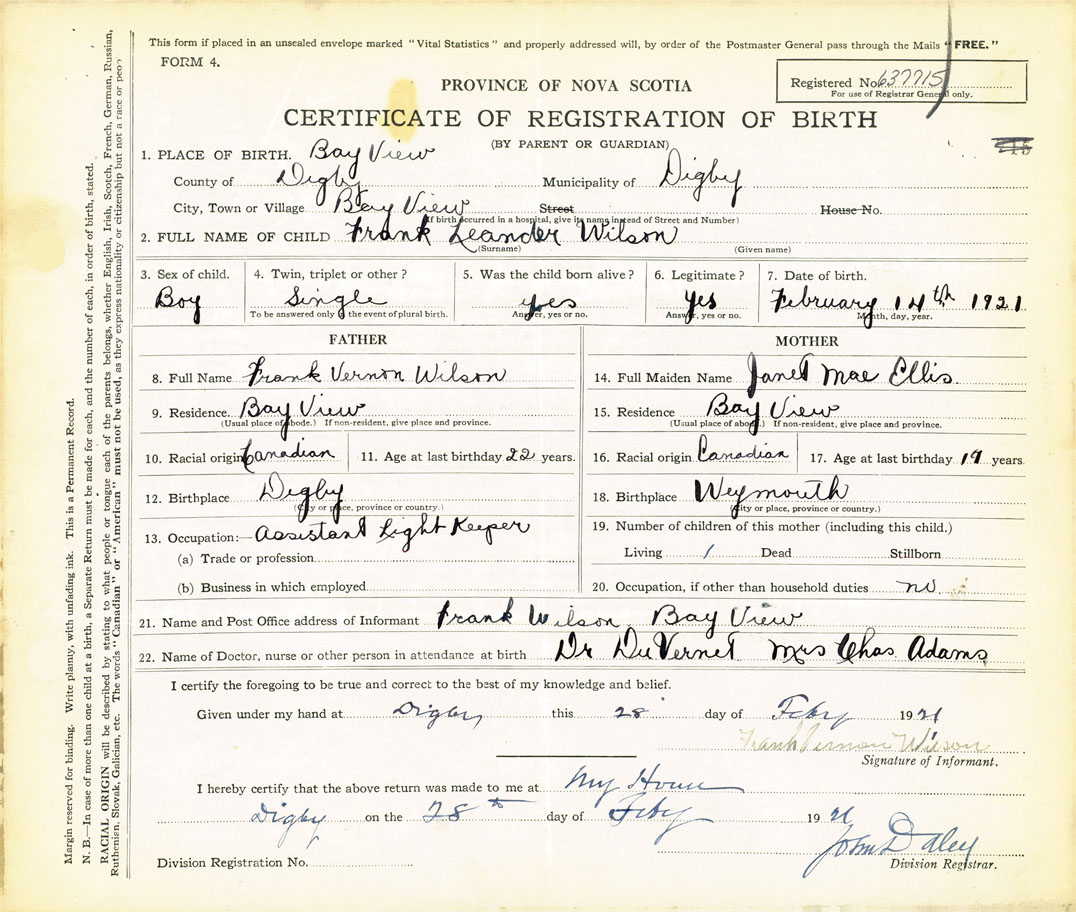 This form if placed in an unsealed envelope marked "Vital Statistics" and properly addressed will, by order of the Postmaster General pass through the Mails "FREE."
FORM 4.
PROVINCE OF NOVA SCOTIA
Registered No. 637715
For use of Registrar General only.
CERTIFICATE OF REGISTRATION OF BIRTH
(BY PARENT OR GUARDIAN)
1. PLACE OF BIRTH. Bay View
County of Digby Municipality of Digby
City, Town or Village Bay View Street House No.
(If birth occurred in a hospital, give its name instead of Street and Number)
2. FULL NAME OF CHILD Frank Leander Wilson
(Surname) (Given name)
3. Sex of child. 4. Twin, triplet or other? 5. Was the child born alive? 6. Legitimate? 7. Date of birth.
Boy Single yes yes February 14th 1921
To be answered only in the event of plural birth. Answer, yes or no. Answer, yes or no. Month, day, year.
FATHER MOTHER
8. Full Name Frank Vernon Wilson 14. Full Maiden Name Janet Mae Ellis.
9. Residence. Bay View 15. Residence Bay View
(Usual place of abode.) If non-resident, give place and province. (Usual place of abode.) If non-resident, give place and province.
10. Racial origin Canadian 11. Age at last birthday 22 years. 16. Racial origin Canadian 17. Age at last birthday 19 years.
12. Birthplace Digby 18. Birthplace Weymouth
(City or place, province or country.) (City or place, province or country.)
13. Occupation:— Assistant Light Keeper 19. Number of children of this mother (including this child.)
(a) Trade or profession Living 1 Dead Stillborn
(b) Business in which employed 20. Occupation, if other than household duties no
21. Name and Post Office address of Informant Frank Wilson Bay View
22. Name of Doctor, nurse or other person in attendance at birth Dr DuVernet Mrs Chas Adams
I certify the foregoing to be true and correct to the best of my knowledge and belief.
Given under my hand at Digby this 28 day of Feby 1921
Frank Vernon Wilson
Signature of Informant.
I hereby certify that the above return was made to me at My House
Digby on the 28th day of Feby 1921
John Daley
Division Registration No. Division Registrar.
Margin reserved for binding. Write plainly, with unfading ink. This is a Permanent Record.
N. B.—In case of more than one child at a birth, a Separate Return must be made for each, and the number of each, in order of birth, stated.
RACIAL ORIGIN will be described by stating to what people or tongue each of the parents belongs, whether English, Irish, Scotch, French, German, Russian,
Ruthenian, Slovak, Galician, etc. The words "Canadian" or "American" must not be used, as they express nationality or citizenship but not a race or people